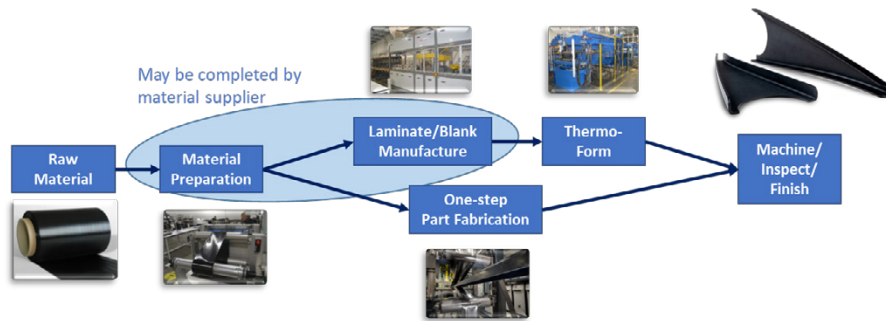 May be completed by
material supplier
Raw
Material
Material
Preparation
Laminate/Blank
Manufacture
Thermo-
Form
One-step
Part Fabrication
Machine/
Inspect/
Finish